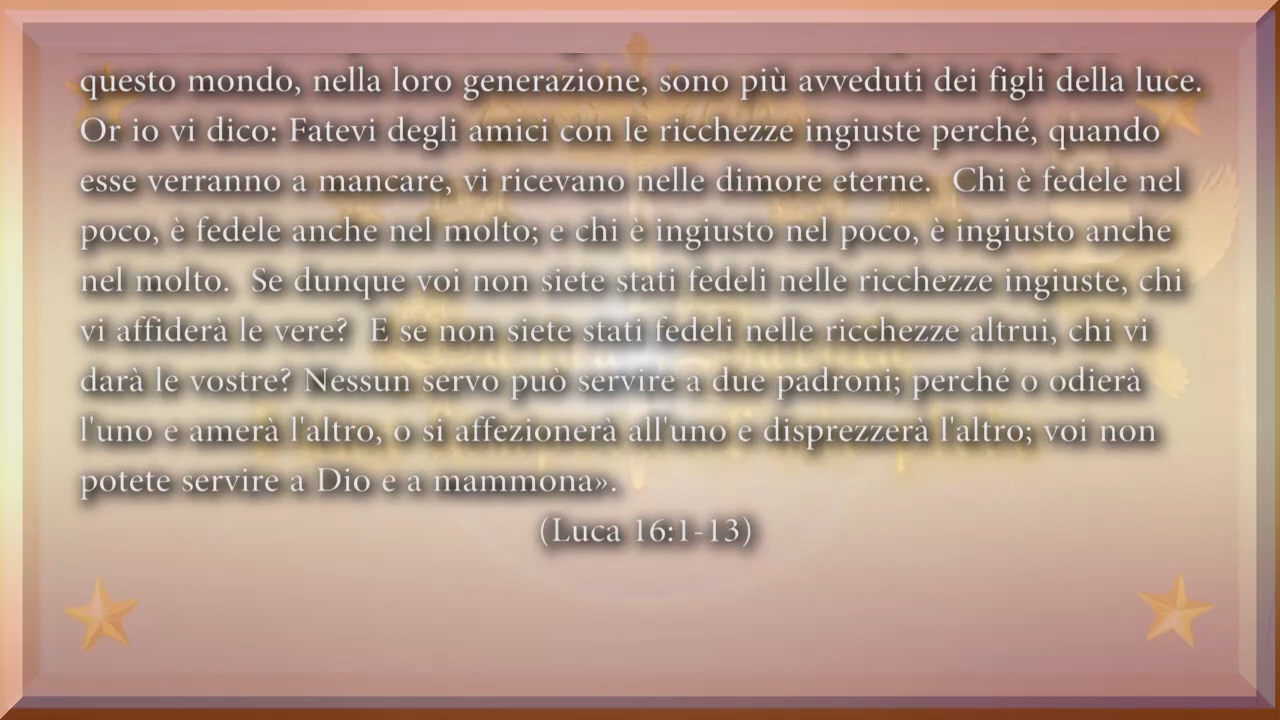 questo mondo, nella loro generazione, sono più avveduti dei figli della luce.
Or io vi dico: Fatevi degli amici con le ricchezze ingiuste perché, quando
esse verranno a mancare, vi ricevano nelle dimore eterne.  Chi è fedele nel
poco, è fedele anche nel molto; e chi è ingiusto nel poco, è ingiusto anche
nel molto.  Se dunque voi non siete stati fedeli nelle ricchezze ingiuste, chi
vi affiderà le vere?  E se non siete stati fedeli nelle ricchezze altrui, chi vi
darà le vostre? Nessun servo può servire a due padroni; perché o odierà
l'uno e amerà l'altro, o si affezionerà all'uno e disprezzerà l'altro; voi non
potete servire a Dio e a mammona».
(Luca 16:1-13)